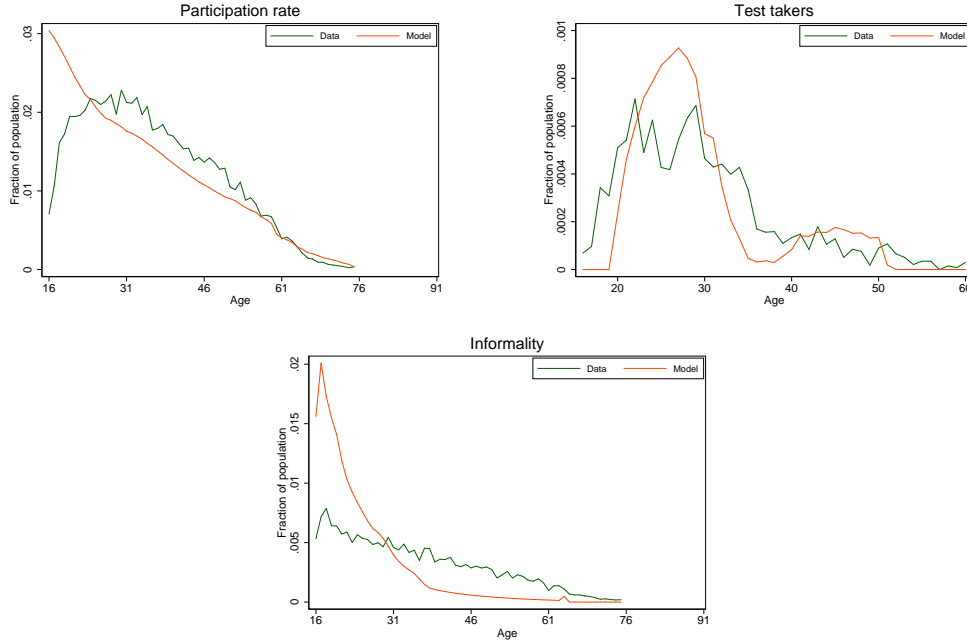 Participation rate
Data Model
Fraction of population
0 .01 .02 .03
16 31 46 61 76 91
Age
Test takers
Data Model
Fraction of population
0 .0002 .0004 .0006 .0008 .001
20 30 40 50 60
Age
Informality
Data Model
Fraction of population
0 .005 .01 .015 .02
16 31 46 61 76 91
Age